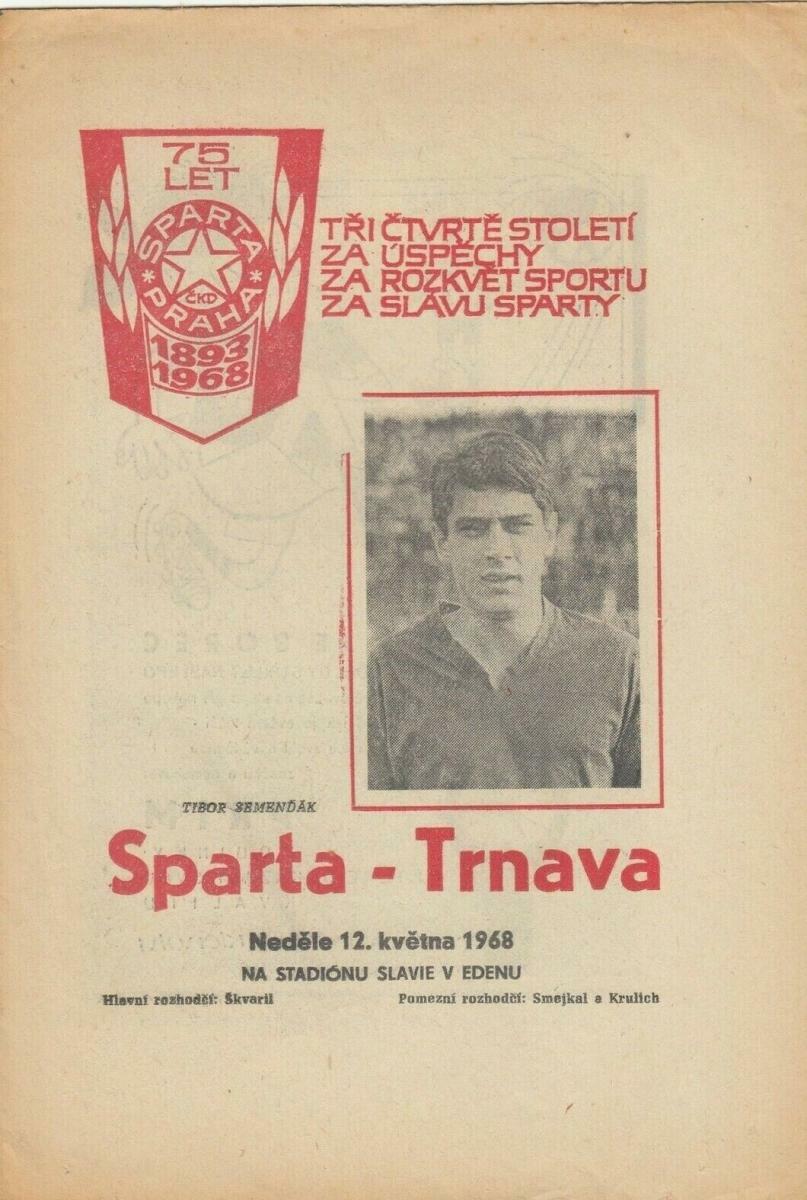 75
LET
SPARTA
PRAHA
ČKD
1893
1968
TŘI ČTVRTĚ STOLETÍ
ZA ÚSPĚCHY
ZA ROZKVĚT SPORTU
ZA SLÁVU SPARTY
TIBOR SEMENĎÁK
Sparta - Trnava
Neděle 12. května 1968
NA STADIÓNU SLAVIE V EDENU
Hlavní rozhodčí: Škvaril
Pomezní rozhodčí: Smejkal a Krulich